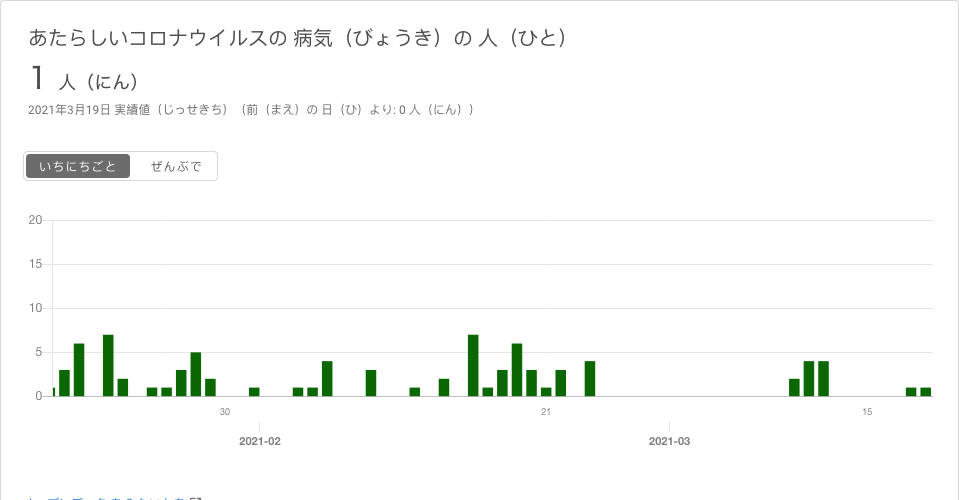 あたらしいコロナウイルスの 病気（びょうき）の 人（ひと）
1 人（にん）
2021年3月19日 実績値（じっせきち）（前（まえ）の 日（ひ）より: 0 人（にん））
いちにちごと ぜんぶで
20
15
10
5
0
30 21 15
2021-02 2021-03